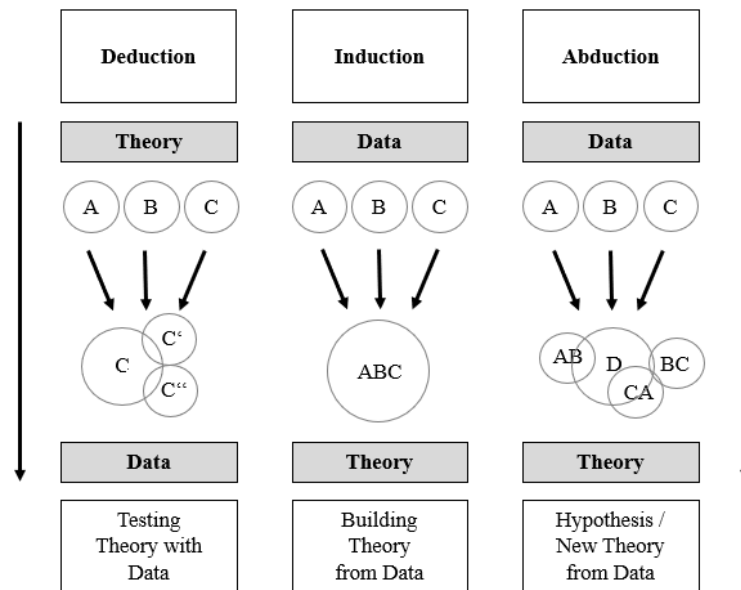 Deduction
Induction
Abduction
Theory
Data
Data
A
B
C
A
B
C
A
B
C
C
C‘
C“
ABC
AB
D
BC
CA
Data
Theory
Theory
Testing
Theory with
Data
Building
Theory
from Data
Hypothesis /
New Theory
from Data